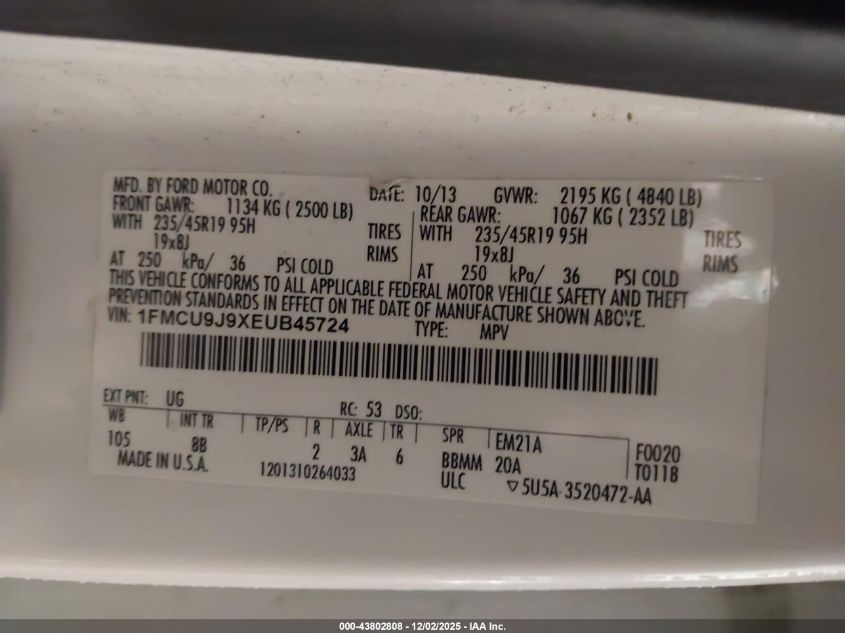 MFD. BY FORD MOTOR CO. DATE: 10/13 GVWR: 2195 KG ( 4840 LB)
FRONT GAWR: 1134 KG ( 2500 LB) REAR GAWR: 1067 KG ( 2352 LB)
WITH 235/45R19 95H TIRES WITH 235/45R19 95H TIRES
19x8J RIMS 19x8J RIMS
AT 250 kPa/ 36 PSI COLD AT 250 kPa/ 36 PSI COLD
THIS VEHICLE CONFORMS TO ALL APPLICABLE FEDERAL MOTOR VEHICLE SAFETY AND THEFT
PREVENTION STANDARDS IN EFFECT ON THE DATE OF MANUFACTURE SHOWN ABOVE.
VIN: 1FMCU9J9XEUB45724 TYPE: MPV
EXT PNT: UG RC: 53 DSO:
WB INT TR TP/PS R AXLE TR SPR EM21A F0020
105 8B 2 3A 6 BBMM 20A T0118
MADE IN U.S.A. 1201310264033 ULC ▽5U5A-3520472-AA
000-43802808 - 12/02/2025 - IAA Inc.